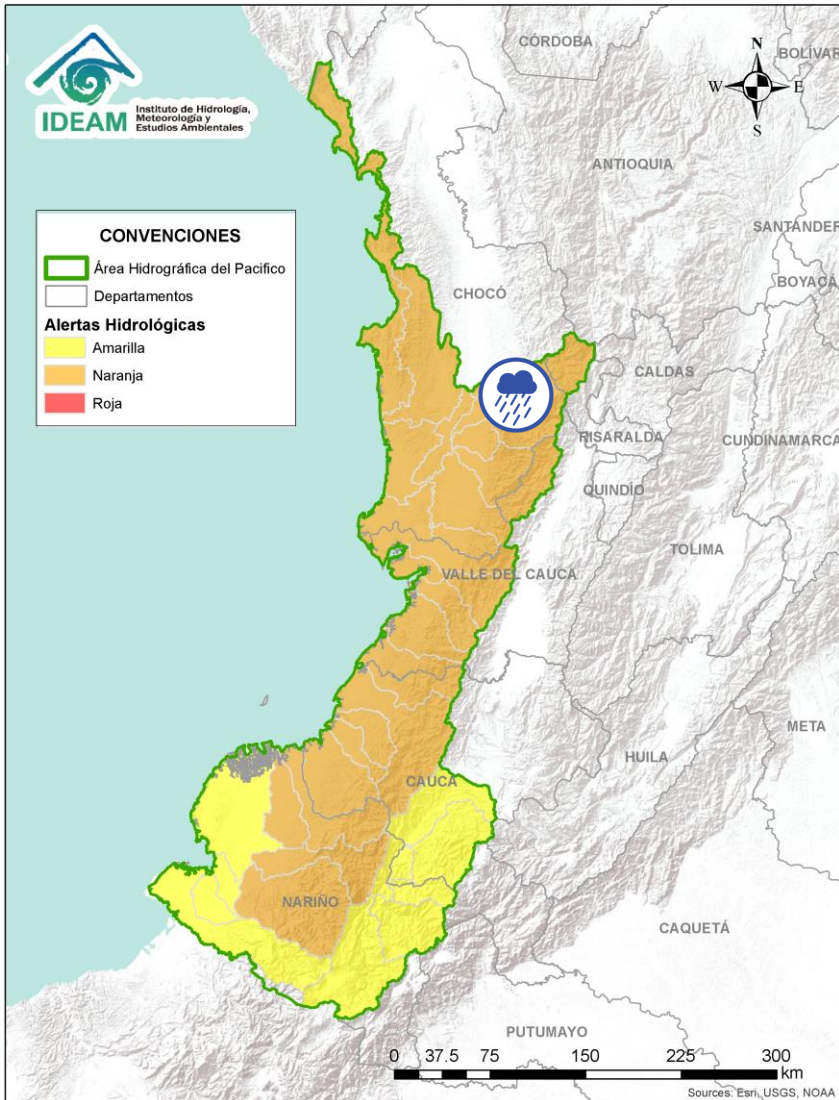 IDEAM
Instituto de Hidrología,
Meteorología y
Estudios Ambientales
CÓRDOBA
BOLÍVAR
N
W
E
S
ANTIOQUIA
SANTANDER
BOYACÁ
CONVENCIONES
Área Hidrográfica del Pacifico
Departamentos
Alertas Hidrológicas
Amarilla
Naranja
Roja
CHOCÓ
CALDAS
RISARALDA
CUNDINAMARCA
QUINDÍO
TOLIMA
VALLE DEL CAUCA
META
HUILA
CAUCA
NARIÑO
CAQUETÁ
PUTUMAYO
0 37.5 75 150 225 300
km
Sources: Esri, USGS, NOAA